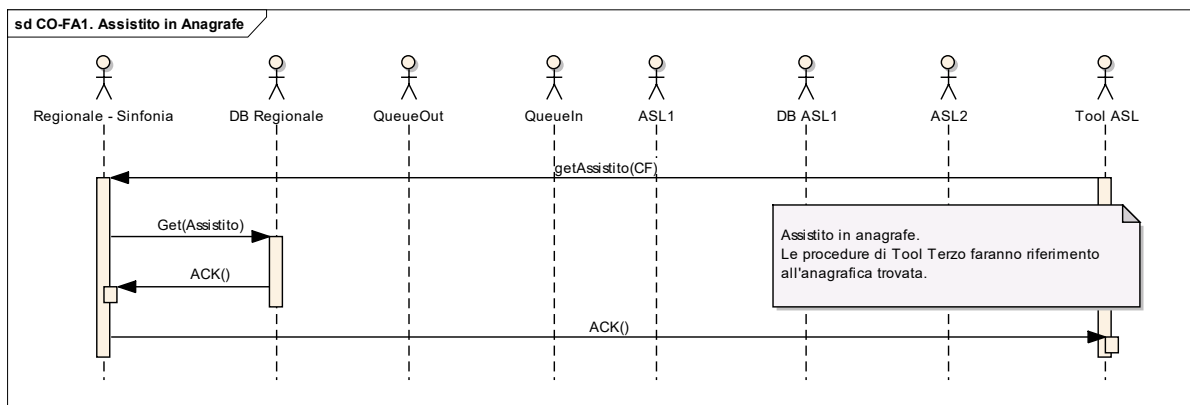 sd CO-FA1. Assistito in Anagrafe
Regionale - Sinfonia
DB Regionale
QueueOut
QueueIn
ASL1
DB ASL1
ASL2
Tool ASL
getAssistito(CF)
Get(Assistito)
Assistito in anagrafe.
Le procedure di Tool Terzo faranno riferimento
all'anagrafica trovata.
ACK()
ACK()